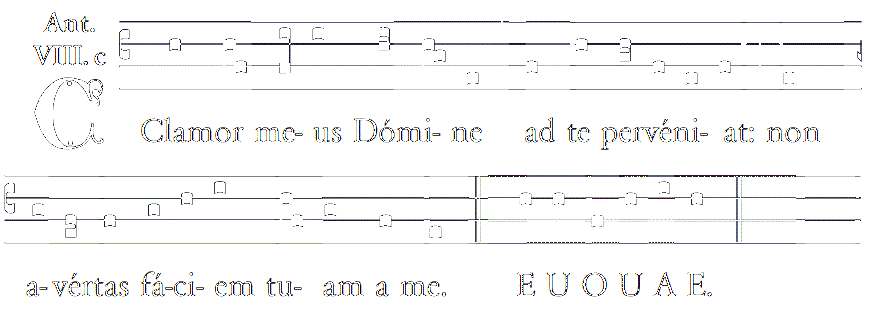 Ant.
VIII. c
C
Clamor me- us Dómi- ne ad te pervéni- at: non
a- vértas fá-ci- em tu- am a me. E U O U A E.